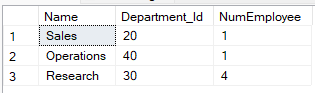 Name Department_Id NumEmployee
1 Sales 20 1
2 Operations 40 1
3 Research 30 4